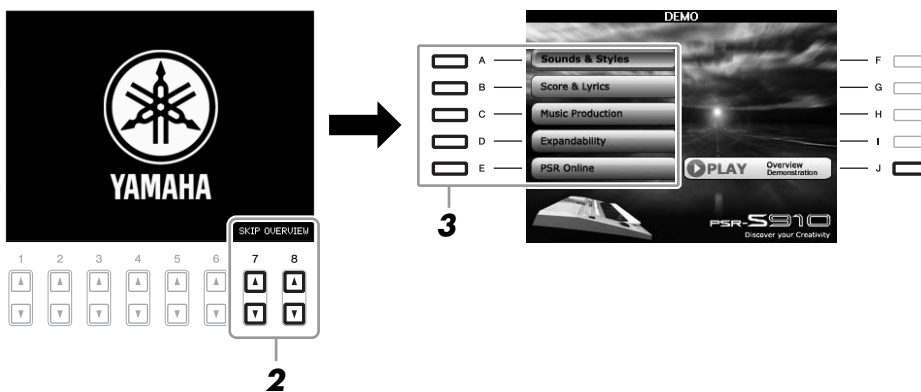 YAMAHA
SKIP OVERVIEW
1 2 3 4 5 6 7 8
2
DEMO
A Sounds & Styles F
B Score & Lyrics G
C Music Production H
D Expandability I
E PSR Online PLAY Overview Demonstration J
3
PSR-S910
Discover your Creativity